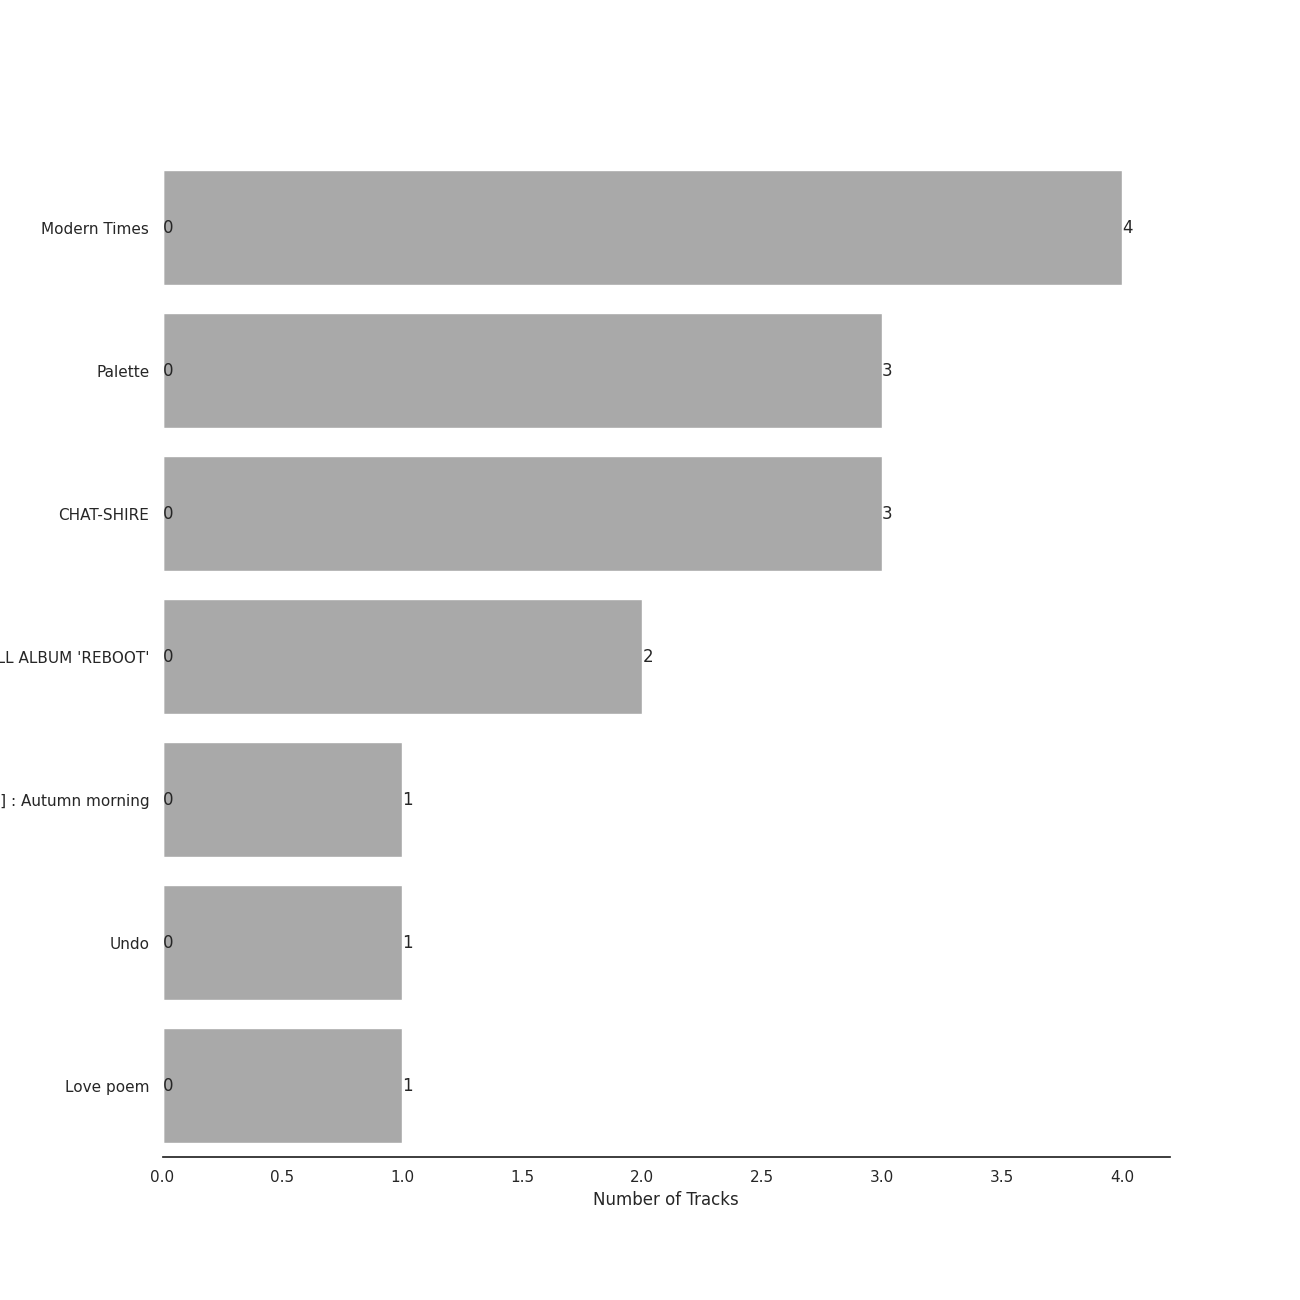 Modern Times 0 4
Palette 0 3
CHAT-SHIRE 0 3
ALBUM 'REBOOT' 0 2
] : Autumn morning 0 1
Undo 0 1
Love poem 0 1
0.0 0.5 1.0 1.5 2.0 2.5 3.0 3.5 4.0
Number of Tracks